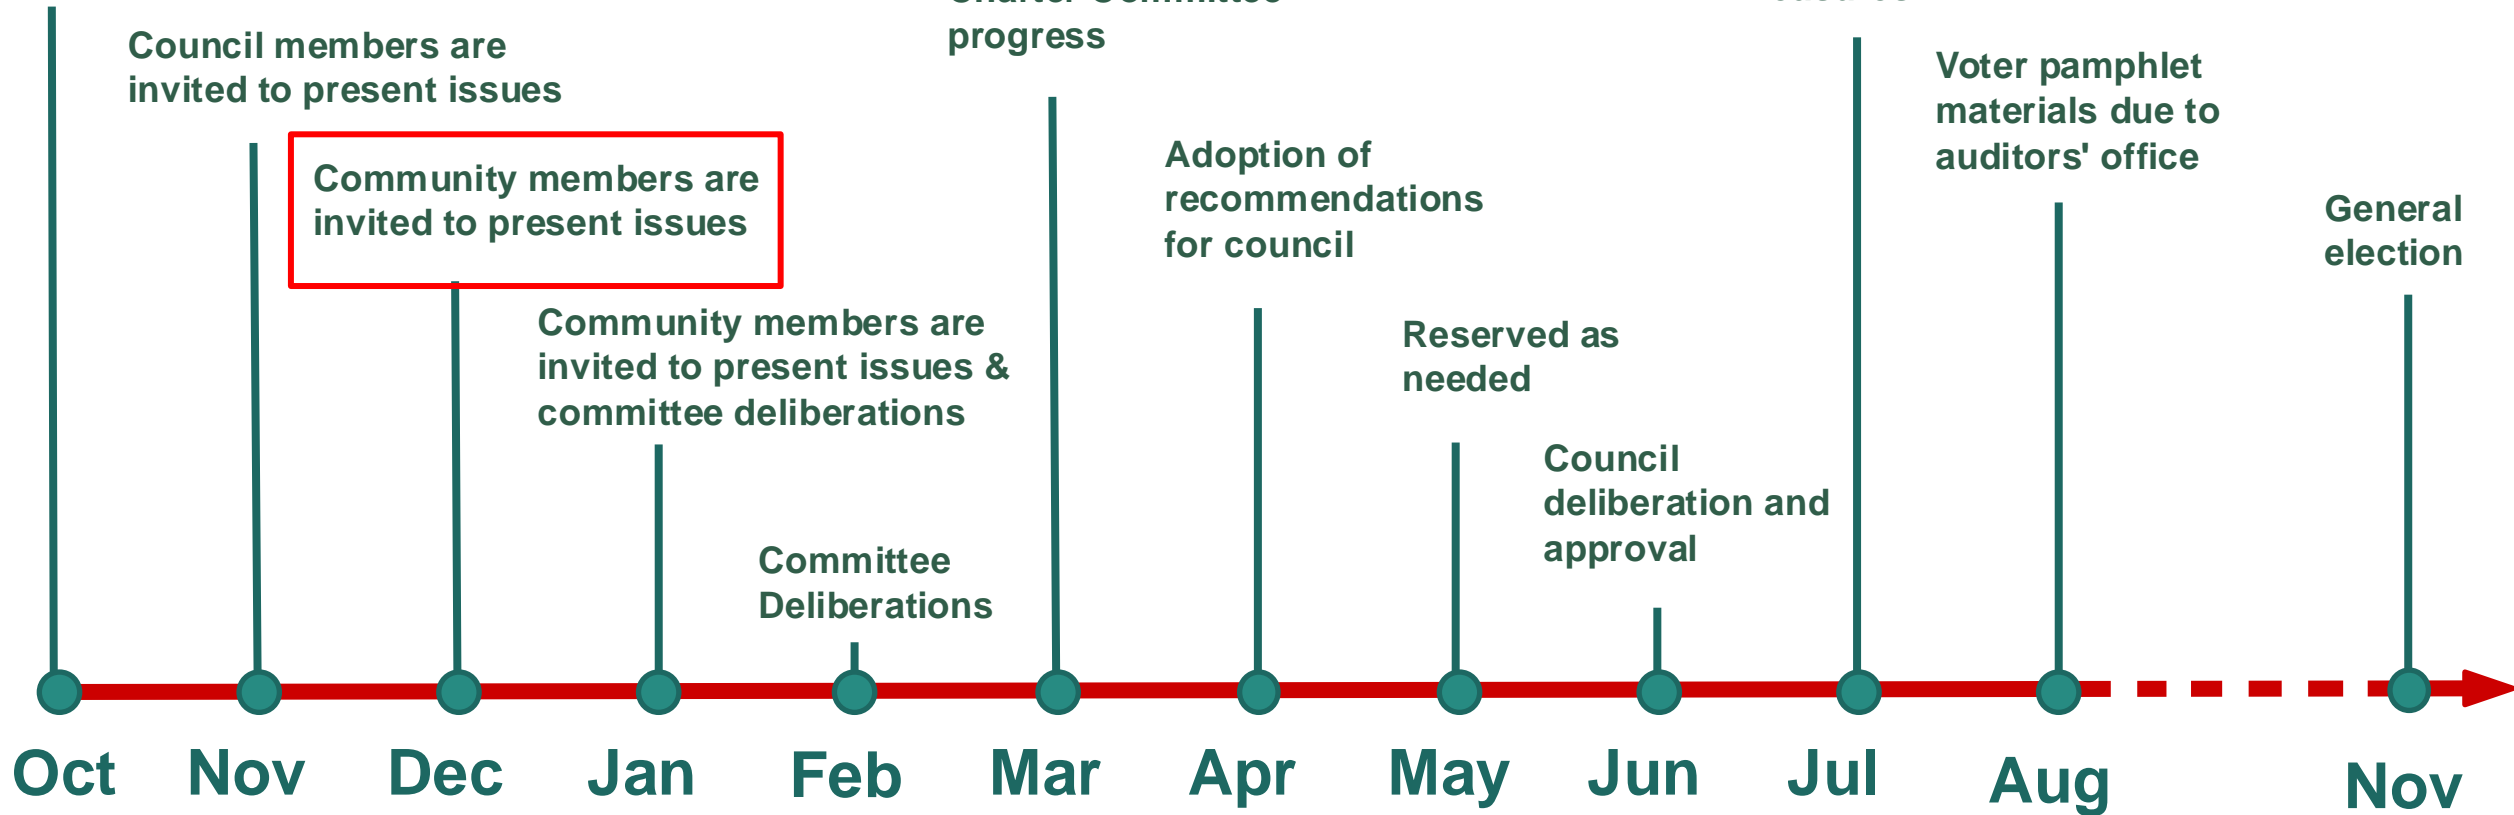 Charter Committee
progress
Council members are
invited to present issues
Voter pamphlet
materials due to
auditors' office
Community members are
invited to present issues
Adoption of
recommendations
for council
General
election
Community members are
invited to present issues &
committee deliberations
Reserved as
needed
Council
deliberation and
approval
Committee
Deliberations
Oct
Nov
Dec
Jan
Feb
Mar
Apr
May
Jun
Jul
Aug
Nov